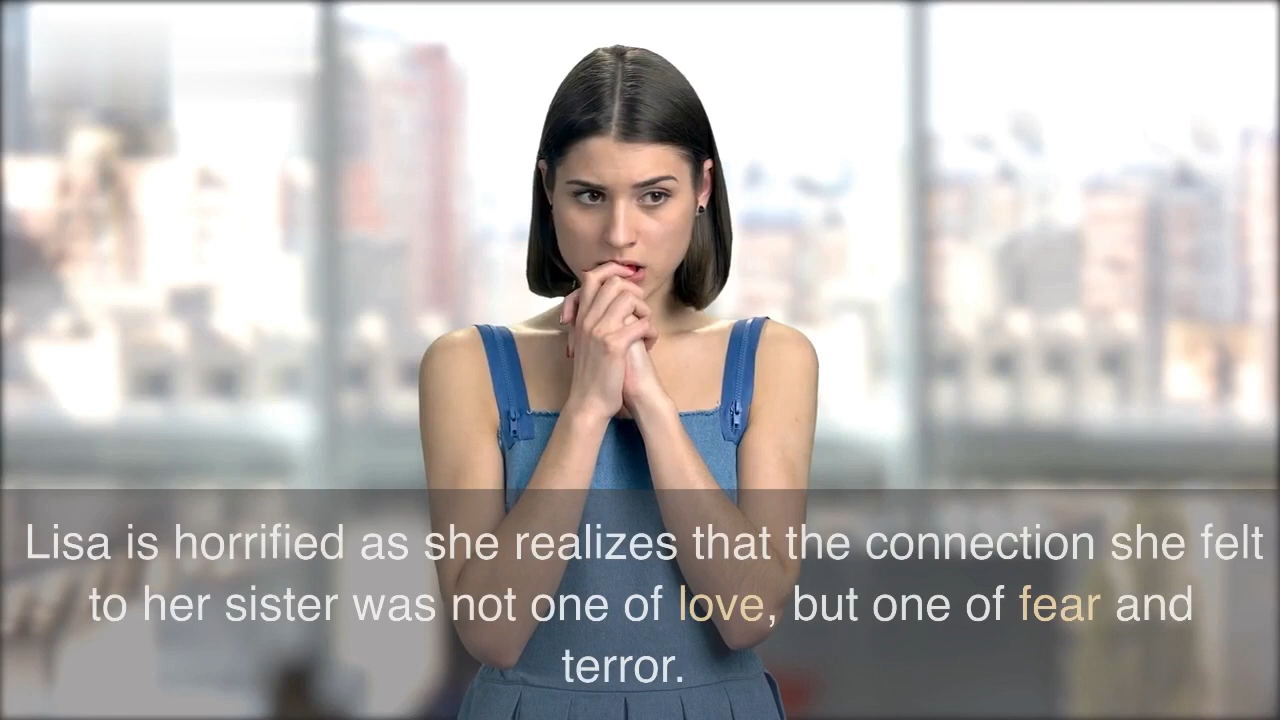 Lisa is horrified as she realizes that the connection she felt
to her sister was not one of love, but one of fear and
terror.